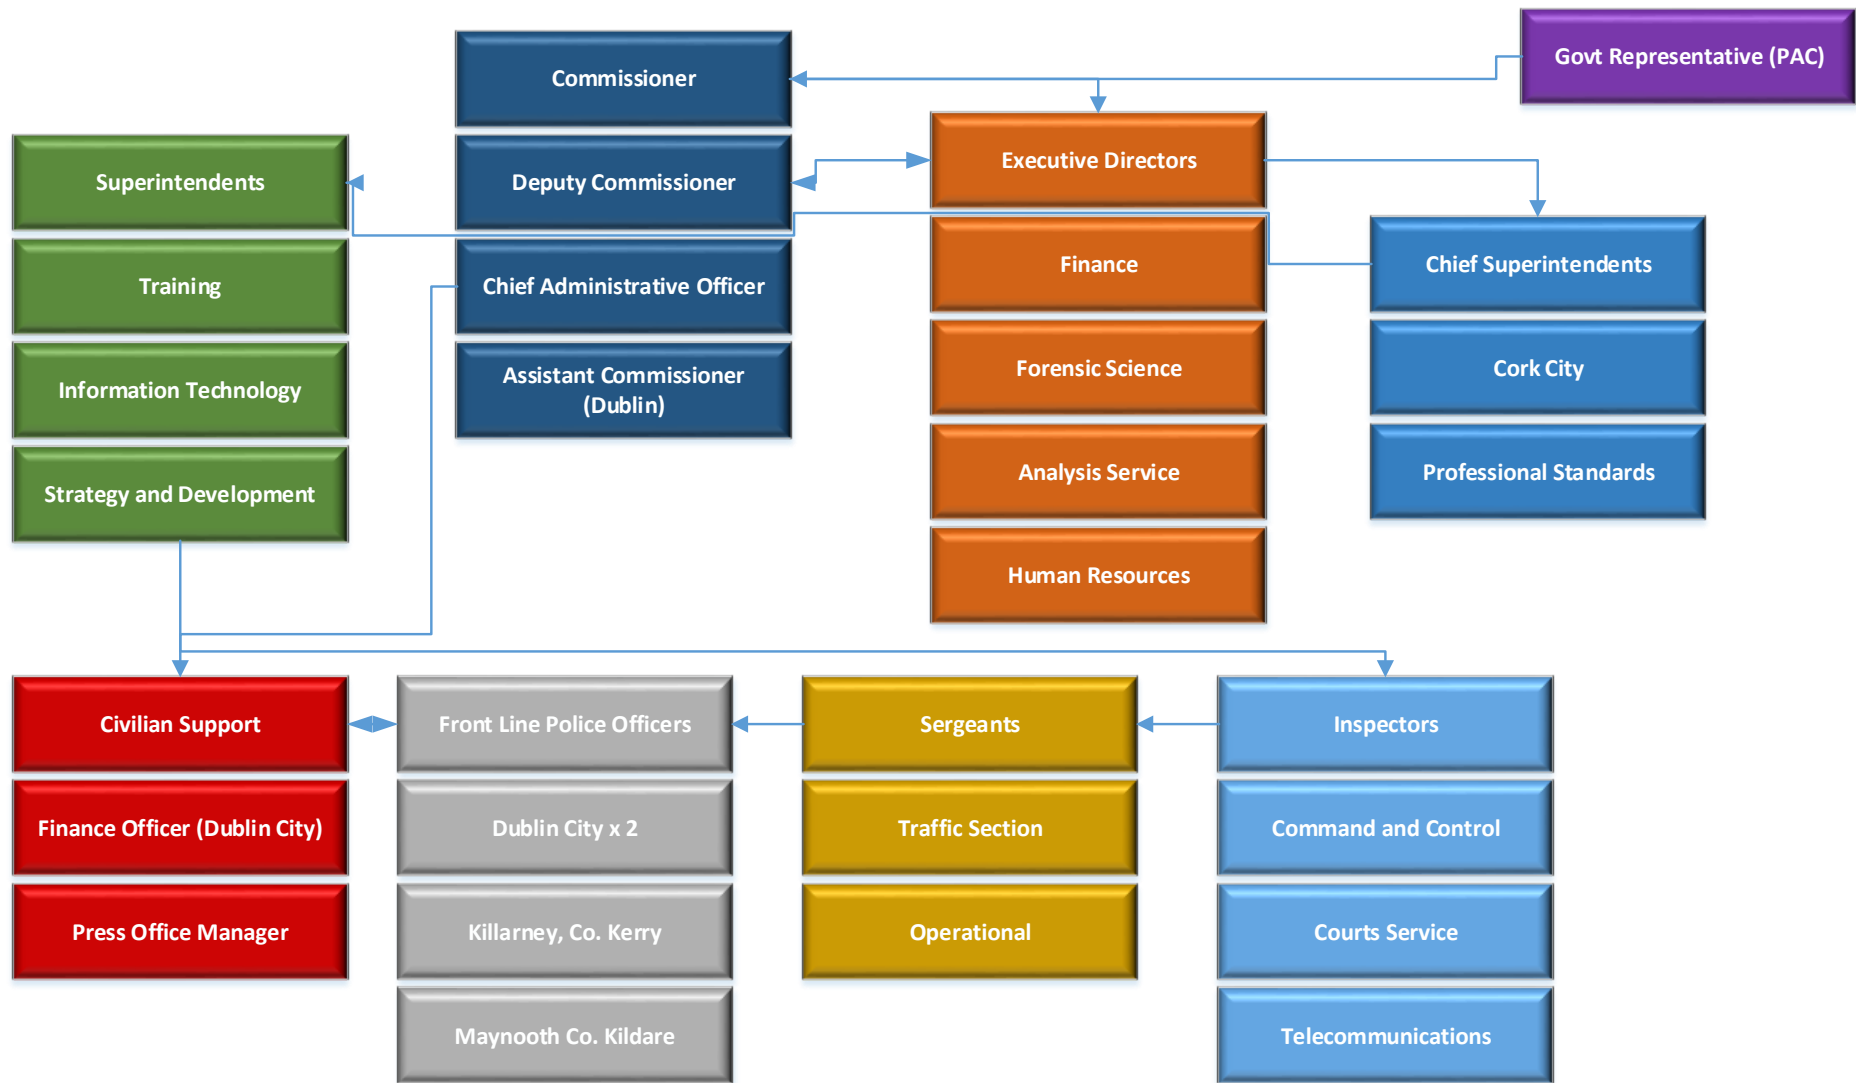 Govt Representative (PAC)
Commissioner
Deputy Commissioner
Chief Administrative Officer
Assistant Commissioner
(Dublin)
Executive Directors
Finance
Forensic Science
Analysis Service
Human Resources
Chief Superintendents
Cork City
Professional Standards
Superintendents
Training
Information Technology
Strategy and Development
Civilian Support
Finance Officer (Dublin City)
Press Office Manager
Front Line Police Officers
Dublin City x 2
Killarney, Co. Kerry
Maynooth Co. Kildare
Sergeants
Traffic Section
Operational
Inspectors
Command and Control
Courts Service
Telecommunications